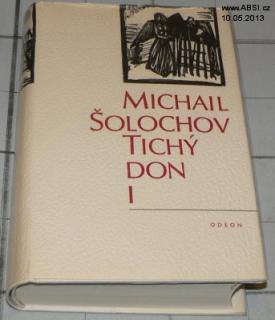 www.ABSI.cz
10.05.2013
MICHAIL
ŠOLOCHOV
TICHÝ
DON
I
ODEON